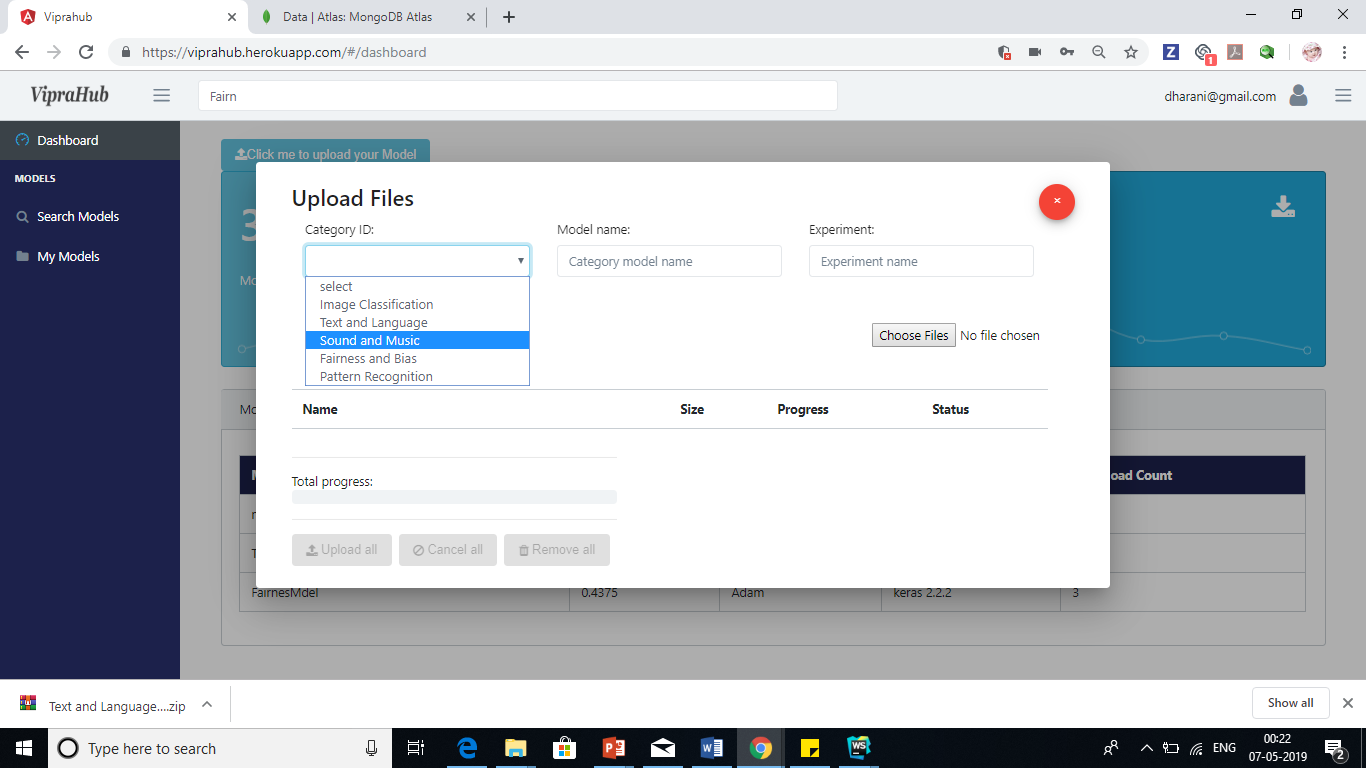 Viprahub
Data | Atlas: MongoDB Atlas
https://viprahub.herokuapp.com/#/dashboard
Z
1
VipraHub
Fairn
dharani@gmail.com
Dashboard
MODELS
Search Models
My Models
Click me to upload your Model
3
Mo
Upload Files
×
Category ID:
Model name:
Experiment:
Category model name
Experiment name
select
Image Classification
Text and Language
Sound and Music
Fairness and Bias
Pattern Recognition
Choose Files No file chosen
Mo
Name Size Progress Status
Total progress:
oad Count
Upload all Cancel all Remove all
FairnesMdel 0.4375 Adam keras 2.2.2 3
Text and Language....zip
Show all
Type here to search
WS
ENG
00:22
07-05-2019
2